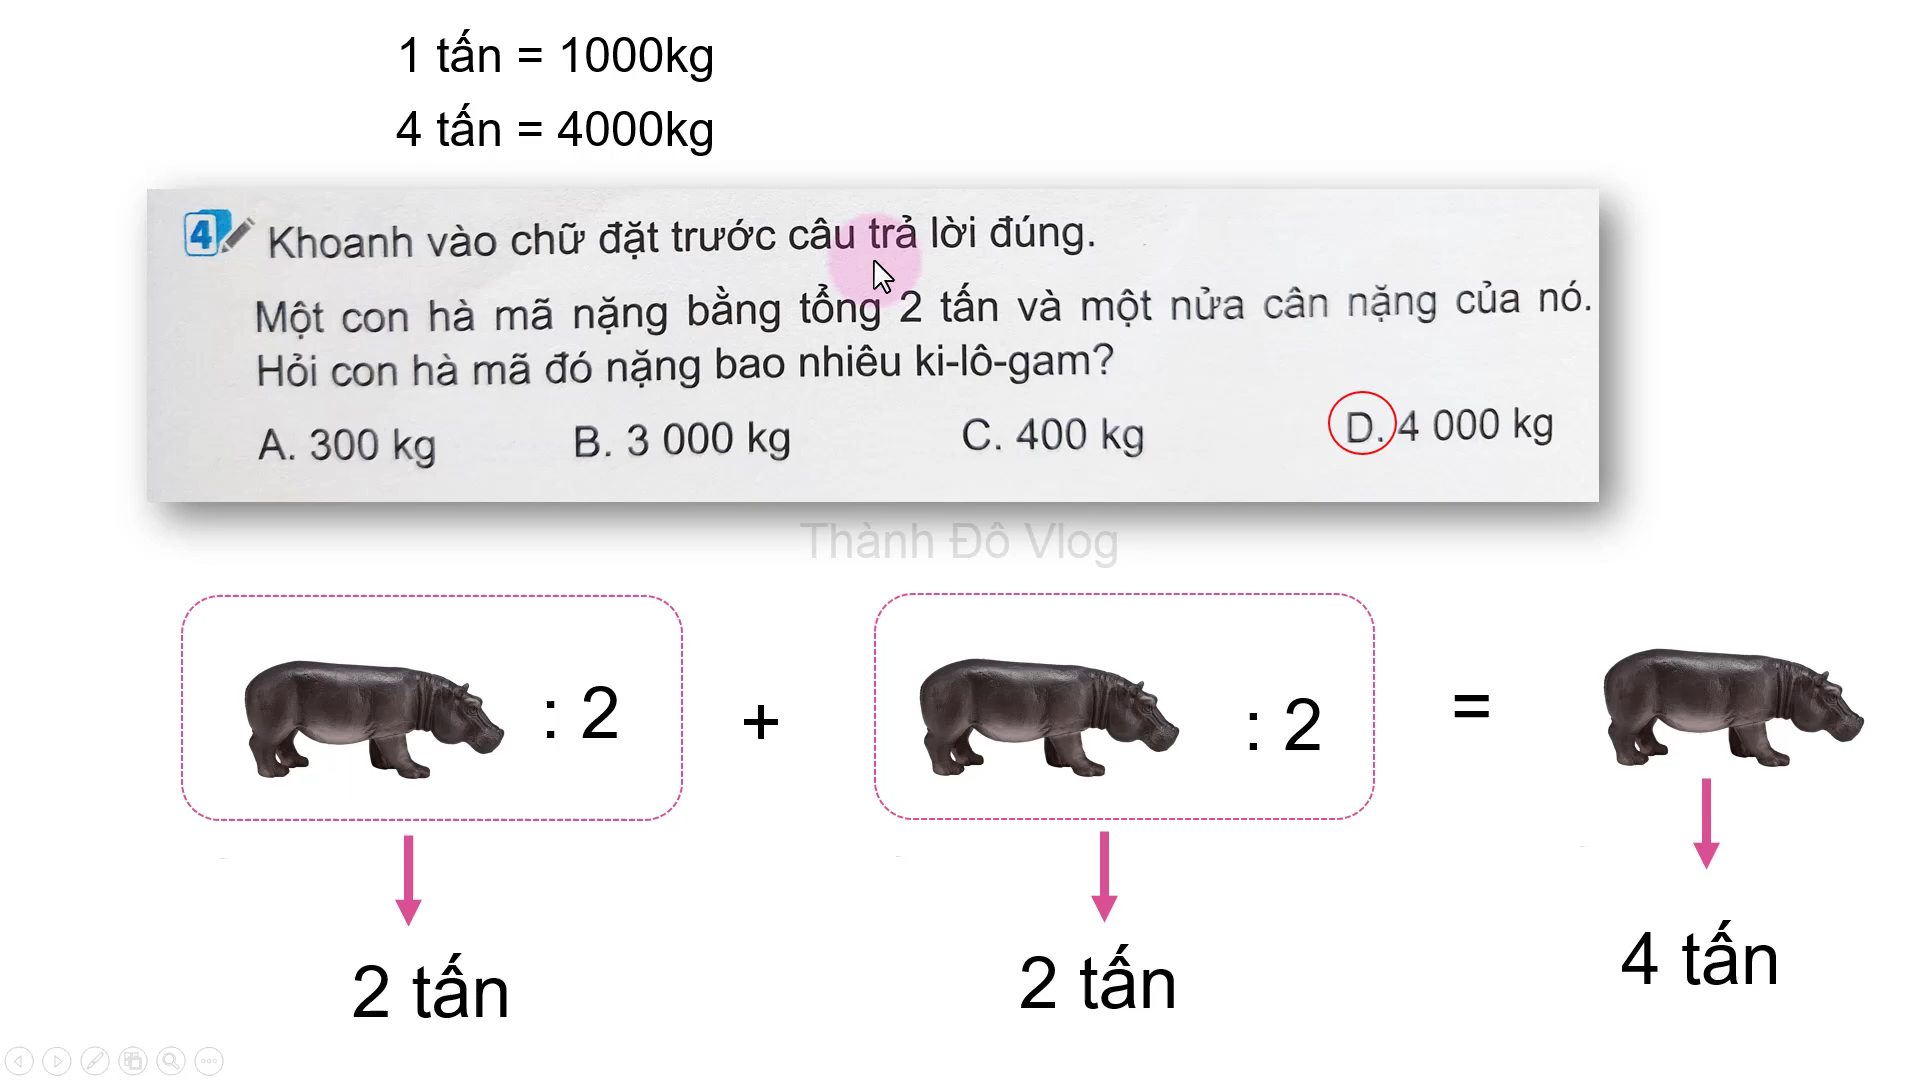 1 tấn = 1000kg
4 tấn = 4000kg
4 Khoanh vào chữ đặt trước câu trả lời đúng.
Một con hà mã nặng bằng tổng 2 tấn và một nửa cân nặng của nó.
Hỏi con hà mã đó nặng bao nhiêu ki-lô-gam?
A. 300 kg B. 3 000 kg C. 400 kg D. 4 000 kg
Thành Đô Vlog
: 2 + : 2 =
2 tấn 2 tấn 4 tấn